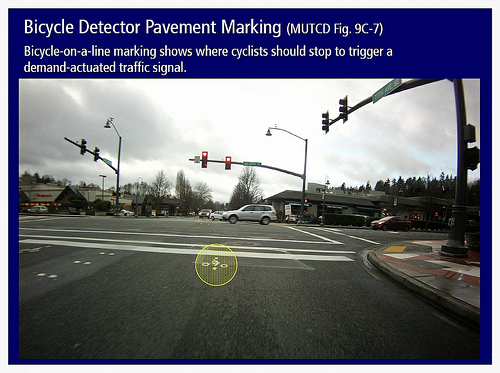 Bicycle Detector Pavement Marking (MUTCD Fig. 9C-7)
Bicycle-on-a-line marking shows where cyclists should stop to trigger a
demand-actuated traffic signal.